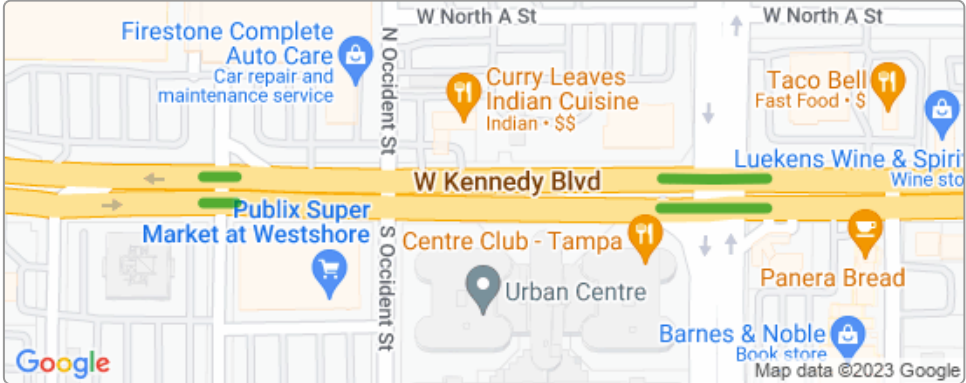 W North A St
W North A St
Firestone Complete
Auto Care
Car repair and
maintenance service
N Occident St
Curry Leaves
Indian Cuisine
Indian • $$
Taco Bell
Fast Food • $
Luekens Wine & Spiri
Wine sto
W Kennedy Blvd
Publix Super
Market at Westshore
S Occident St
Centre Club - Tampa
Urban Centre
Panera Bread
Barnes & Noble
Book store
Google
Map data ©2023 Google